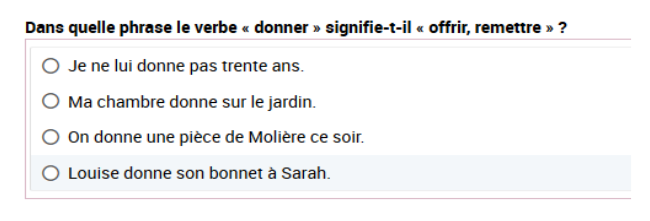 Dans quelle phrase le verbe « donner » signifie-t-il « offrir, remettre » ?
Je ne lui donne pas trente ans.
Ma chambre donne sur le jardin.
On donne une pièce de Molière ce soir.
Louise donne son bonnet à Sarah.